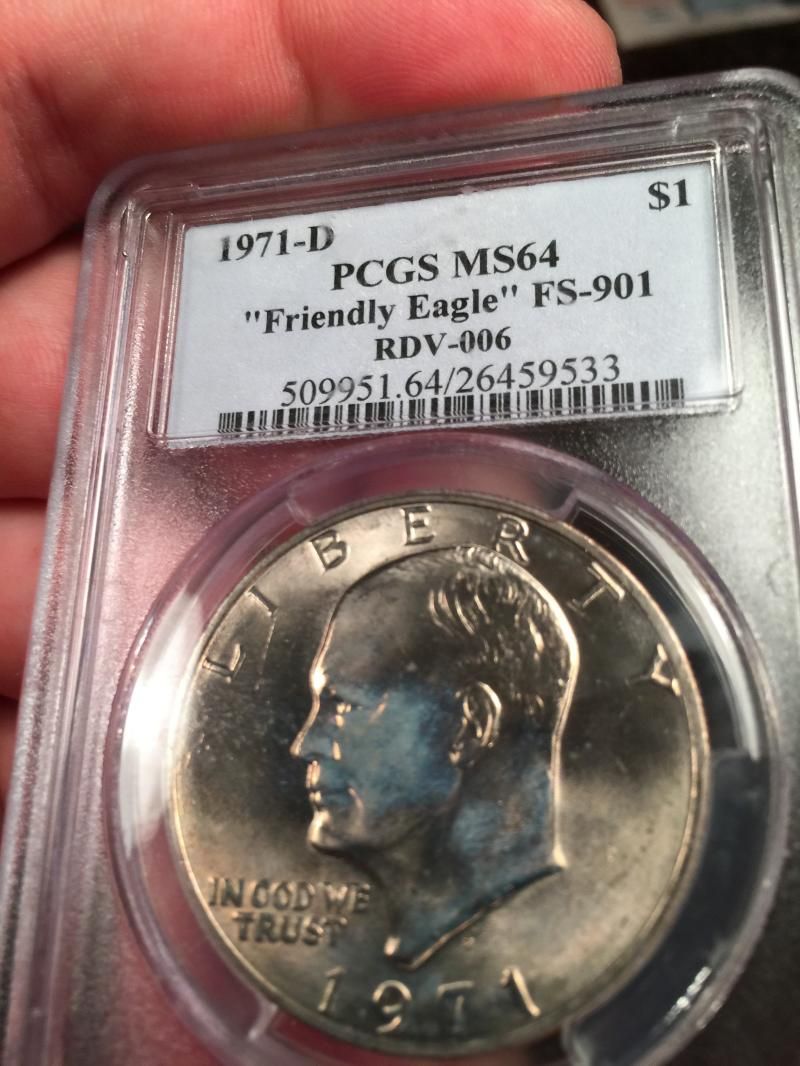 $1
1971-D
PCGS MS64
"Friendly Eagle" FS-901
RDV-006
509951.64/26459533
LIBERTY
IN GOD WE
TRUST
1971